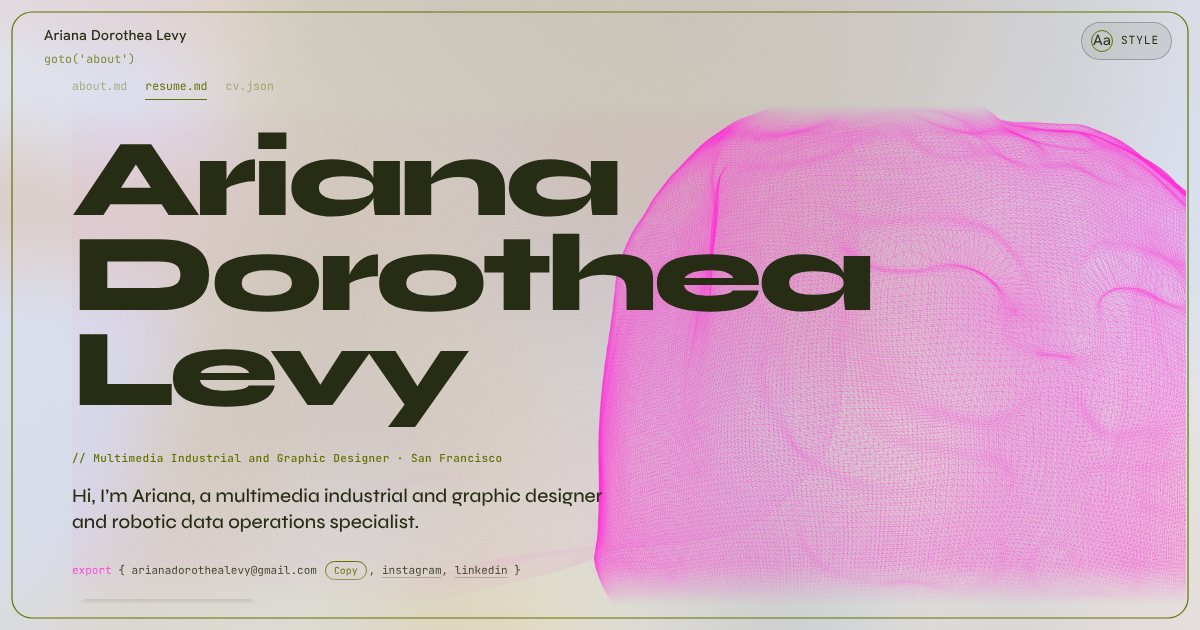 Ariana Dorothea Levy
Aa STYLE
goto('about')
about.md resume.md cv.json
Ariana
Dorothea
Levy
// Multimedia Industrial and Graphic Designer · San Francisco
Hi, I’m Ariana, a multimedia industrial and graphic designer
and robotic data operations specialist.
export { arianadorothealevy@gmail.com Copy , instagram, linkedin }